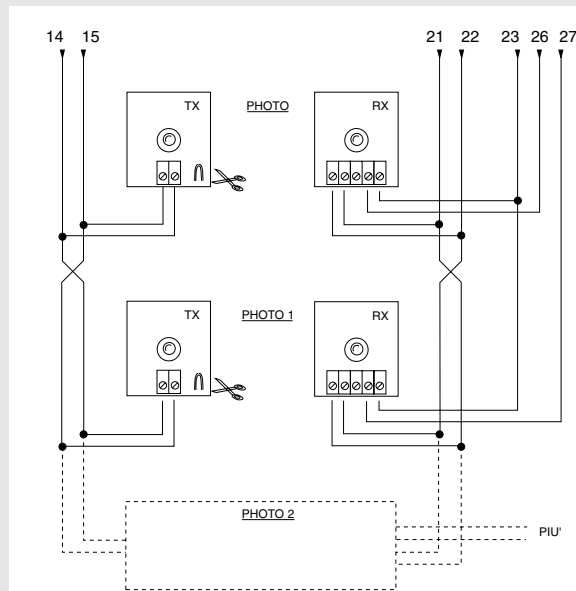 14 15 21 22 23 26 27
TX PHOTO RX
TX PHOTO 1 RX
PHOTO 2
PIU'